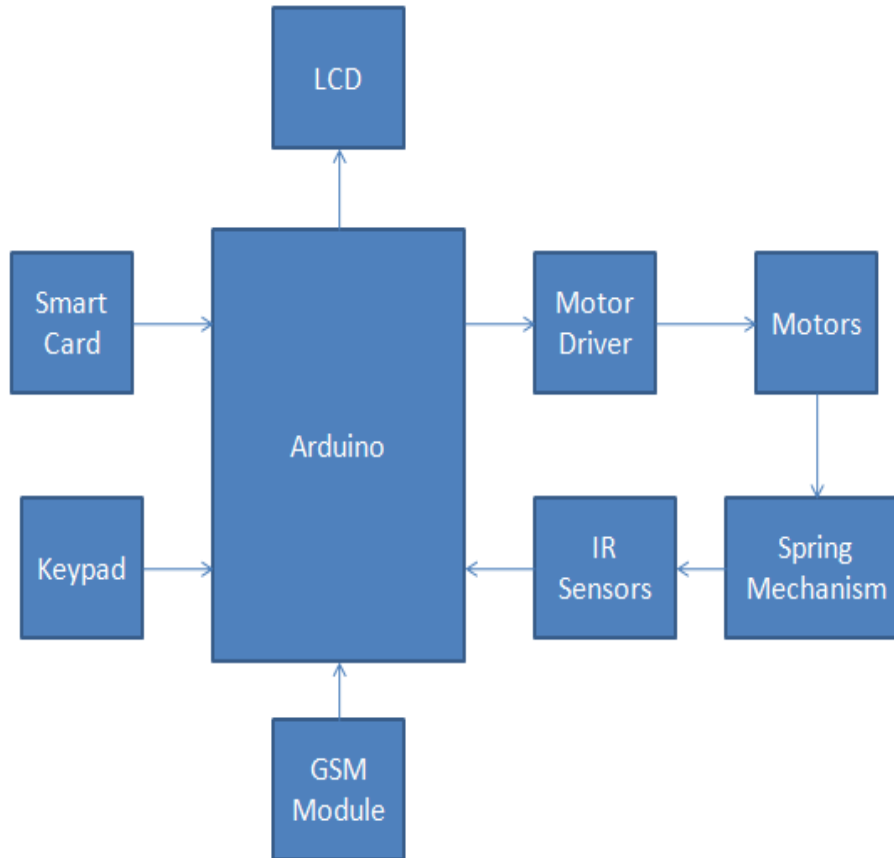 LCD
Smart
Card
Arduino
Motor
Driver
Motors
Keypad
IR
Sensors
Spring
Mechanism
GSM
Module